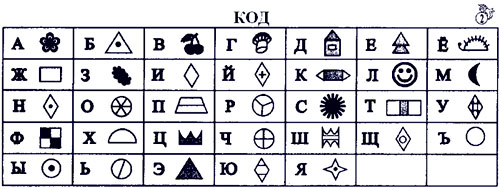 КОД
А Б В Г Д Е Ё
Ж З И Й К Л М
Н О П Р С Т У
Ф Х Ц Ч Ш Щ Ъ
Ы Ь Э Ю Я